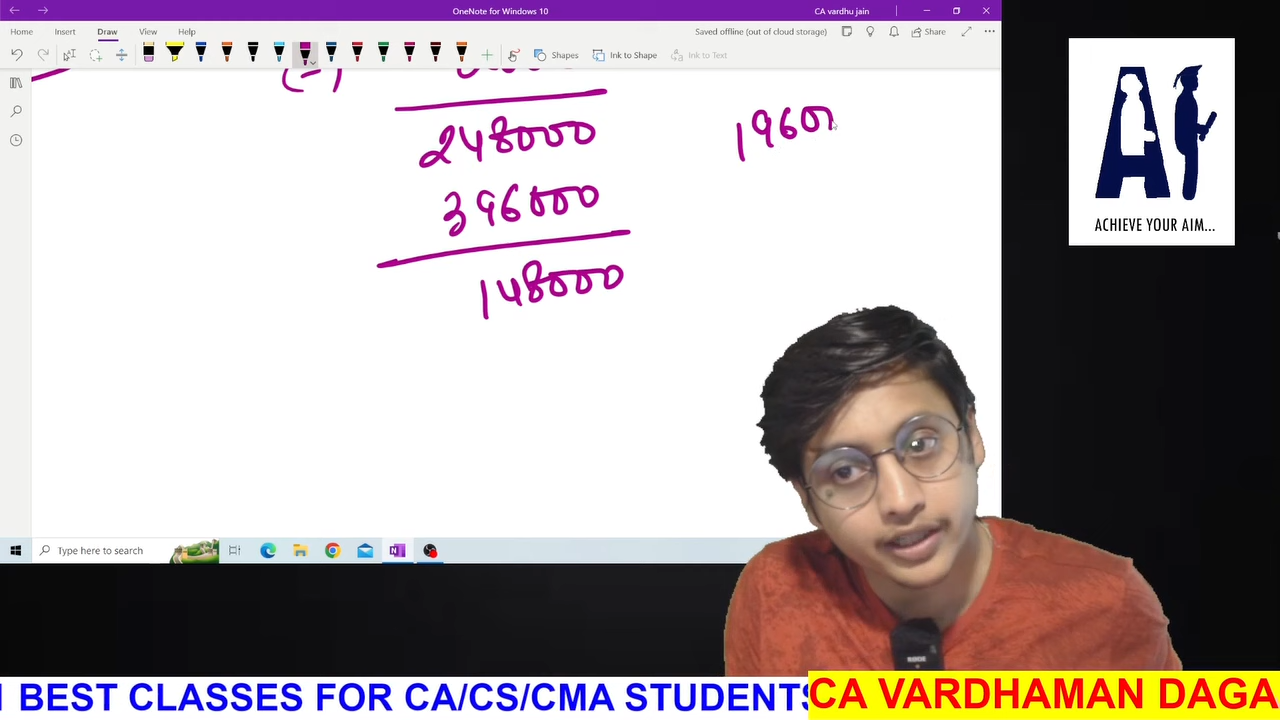 OneNote for Windows 10
CA vardhu jain
Home
Insert
Draw
View
Help
Saved offline (out of cloud storage)
Share
Shapes
Ink to Shape
Ink to Text
(-)
248000
396000
148000
19600
ACHIEVE YOUR AIM...
Type here to search
BEST CLASSES FOR CA/CS/CMA STUDENTS
CA VARDHAMAN DAGA